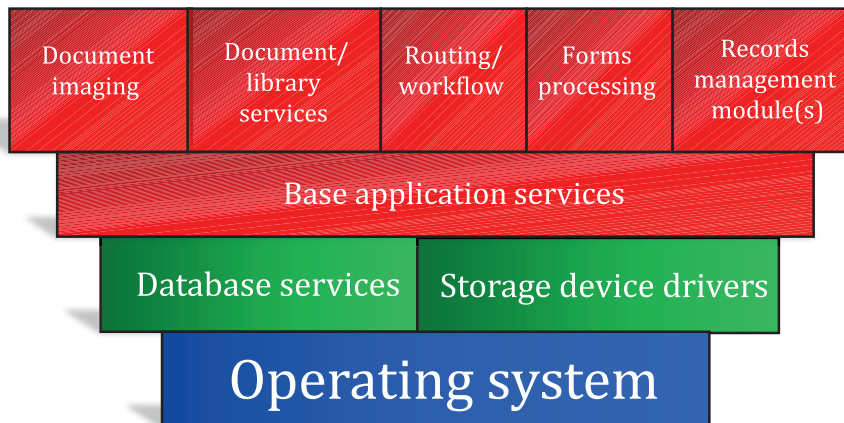 Document
imaging
Document/
library
services
Routing/
workflow
Forms
processing
Records
management
module(s)
Base application services
Database services
Storage device drivers
Operating system